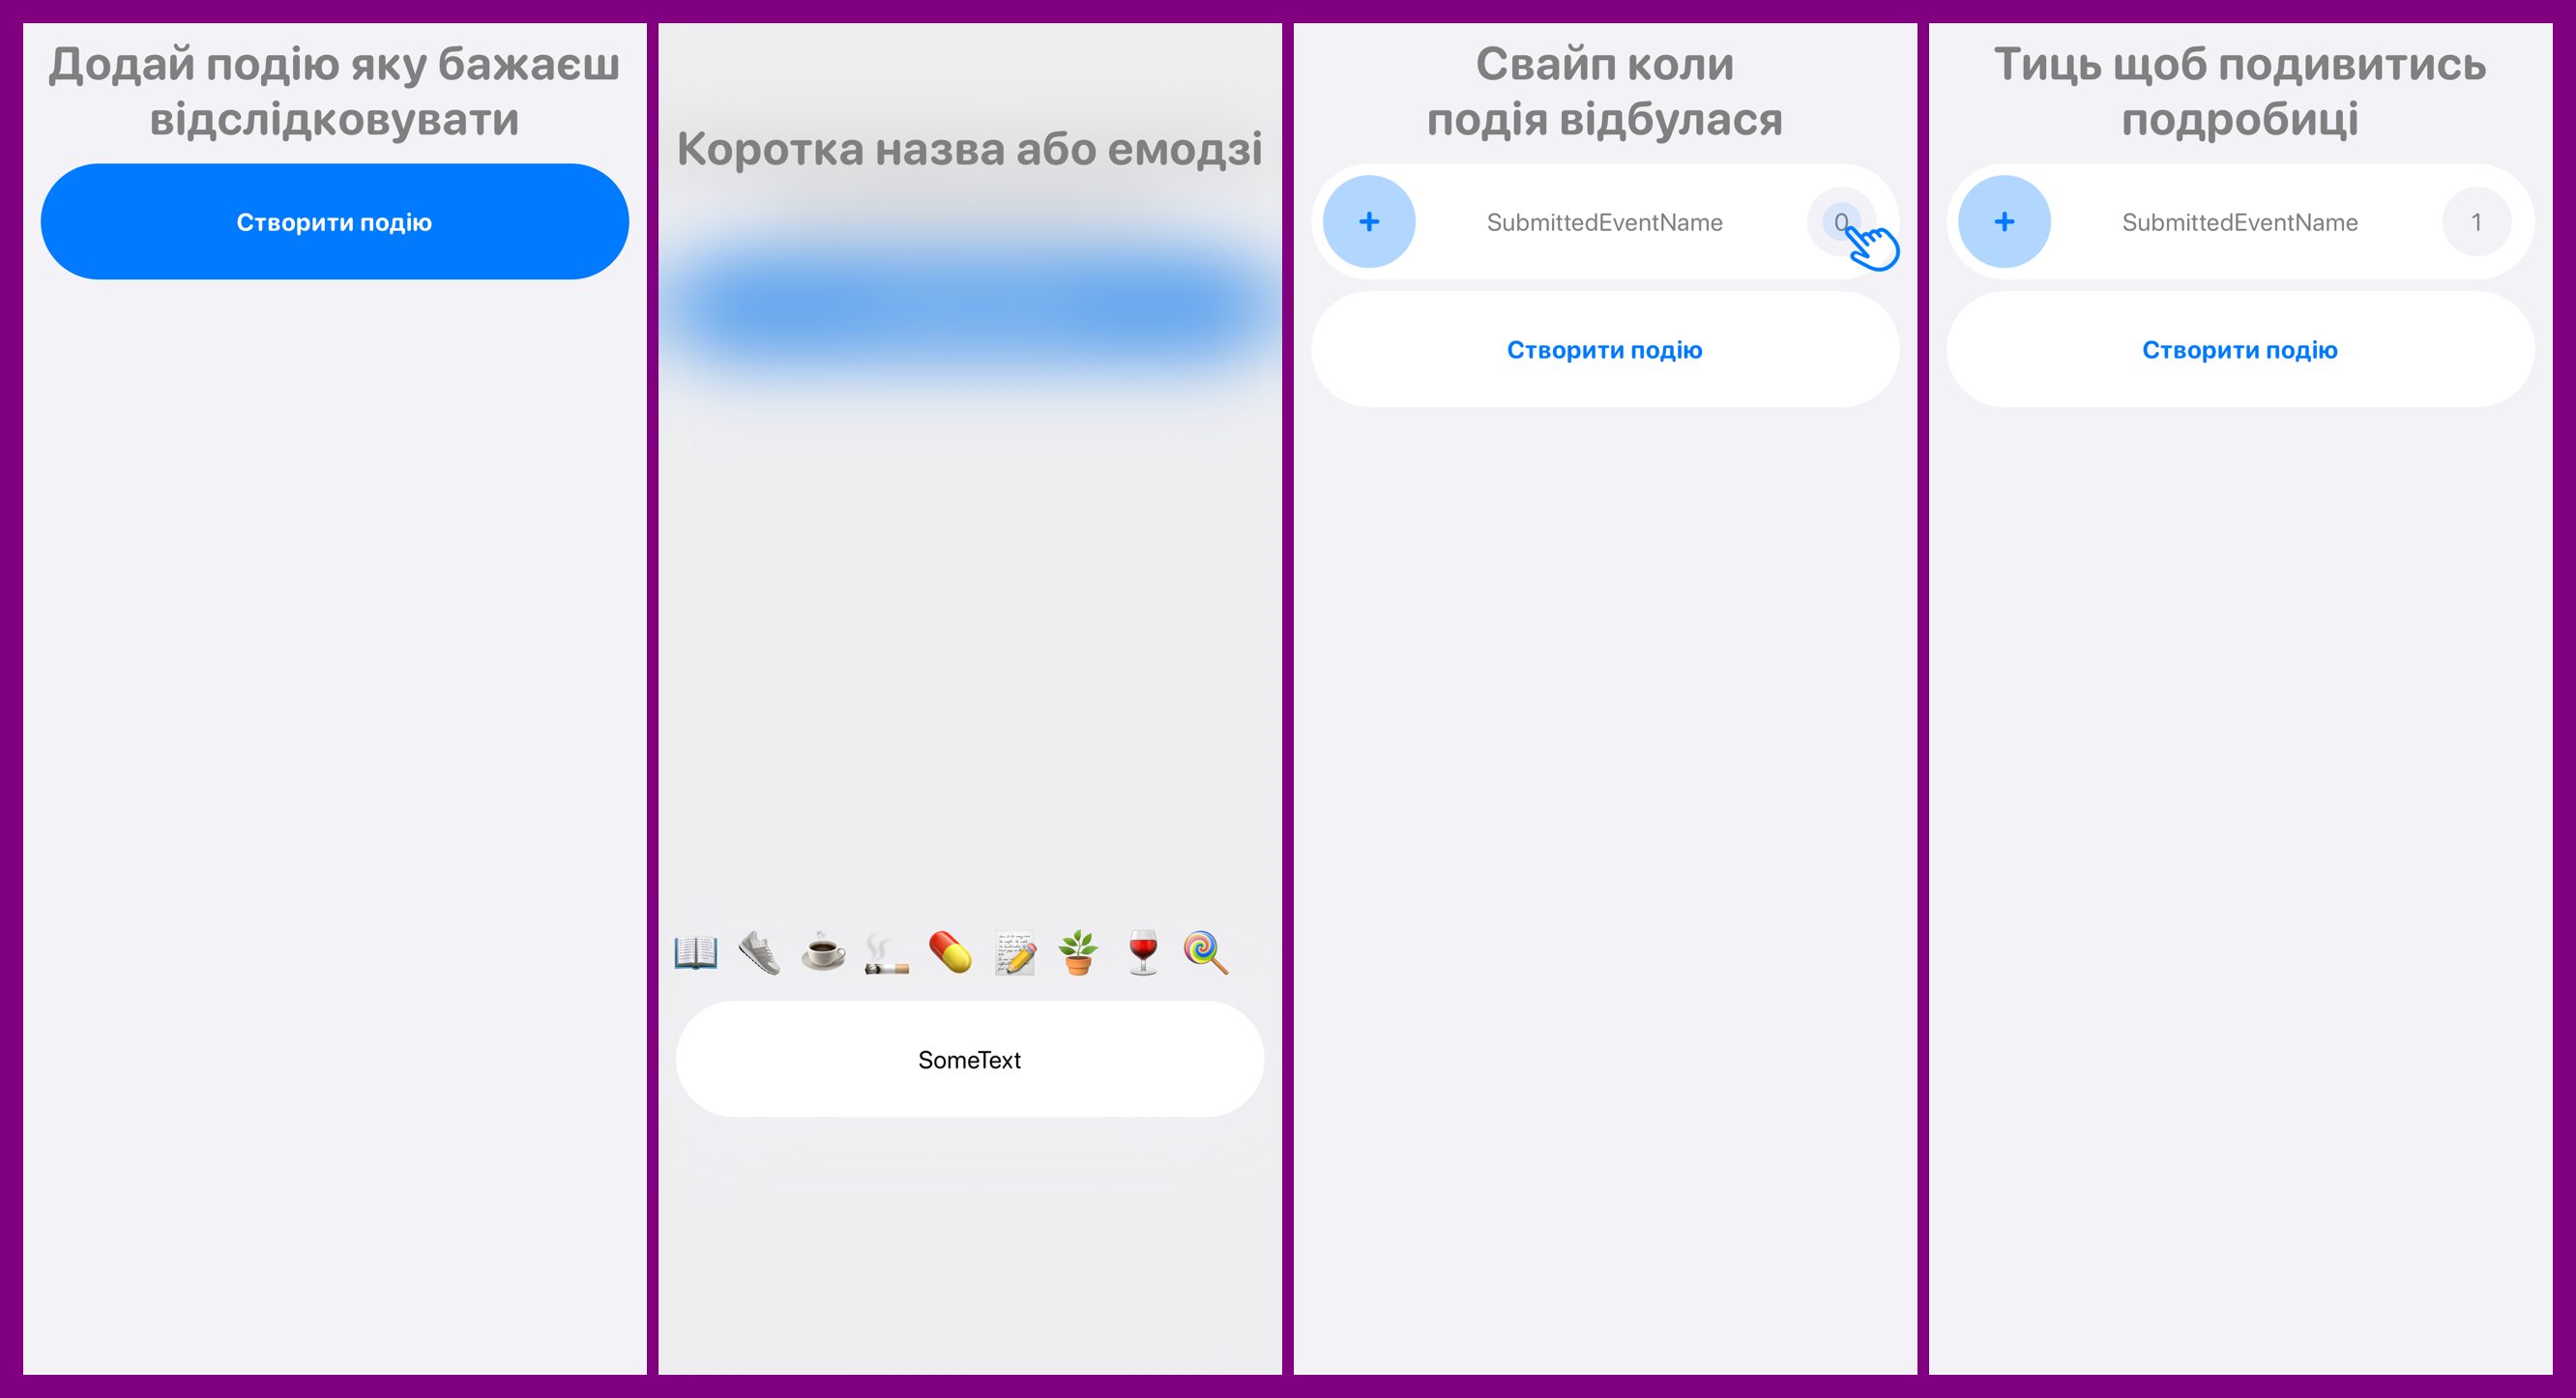 Додай подію яку бажаєш
відслідковувати
Створити подію
Коротка назва або емодзі
SomeText
Свайп коли
подія відбулася
+
SubmittedEventName
0
Створити подію
Тиць щоб подивитись
подробиці
+
SubmittedEventName
1
Створити подію